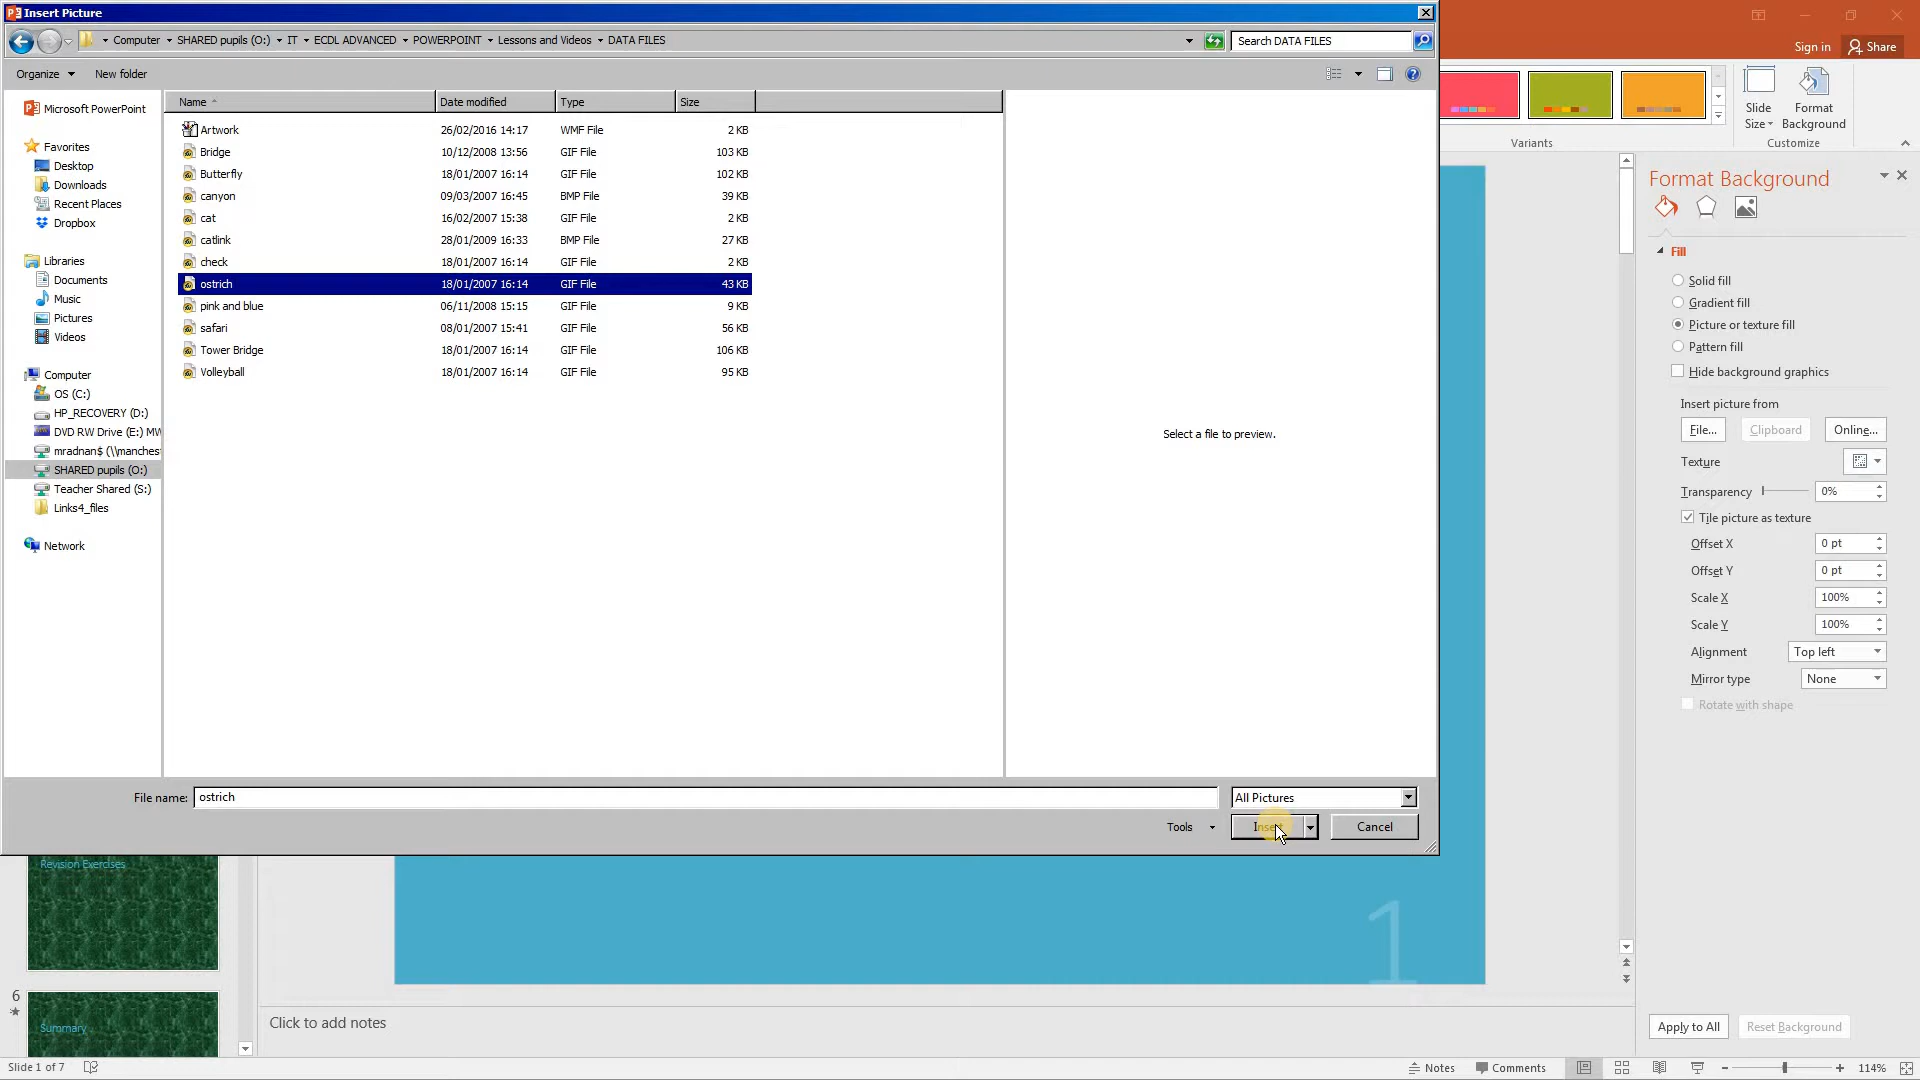 Insert Picture
Computer SHARED pupils (O:) IT ECDL ADVANCED POWERPOINT Lessons and Videos DATA FILES
Search DATA FILES
Organize New folder
Sign in Share
Slide Size
Format Background
Variants
Customize
Name Date modified Type Size
Artwork 26/02/2016 14:17 WMF File 2 KB
Bridge 10/12/2008 13:56 GIF File 103 KB
Butterfly 18/01/2007 16:14 GIF File 102 KB
canyon 09/03/2007 16:45 BMP File 39 KB
cat 16/02/2007 15:38 GIF File 2 KB
catlink 28/01/2009 16:33 BMP File 27 KB
check 18/01/2007 16:14 GIF File 2 KB
ostrich 18/01/2007 16:14 GIF File 43 KB
pink and blue 06/11/2008 15:15 GIF File 9 KB
safari 08/01/2007 15:41 GIF File 56 KB
Tower Bridge 18/01/2007 16:14 GIF File 106 KB
Volleyball 18/01/2007 16:14 GIF File 95 KB
Microsoft PowerPoint
Favorites
Desktop
Downloads
Recent Places
Dropbox
Libraries
Documents
Music
Pictures
Videos
Computer
OS (C:)
HP_RECOVERY (D:)
DVD RW Drive (E:) MW
mradnan$ (\\manchest
SHARED pupils (O:)
Teacher Shared (S:)
Links4_files
Network
Select a file to preview.
File name: ostrich
All Pictures
Tools Insert Cancel
Format Background
Fill
Solid fill
Gradient fill
Picture or texture fill
Pattern fill
Hide background graphics
Insert picture from
File... Clipboard Online...
Texture
Transparency 0%
Tile picture as texture
Offset X 0 pt
Offset Y 0 pt
Scale X 100%
Scale Y 100%
Alignment Top left
Mirror type None
Rotate with shape
Apply to All Reset Background
Revision Exercises
6
Summary
1
Click to add notes
Slide 1 of 7
Notes Comments 114%